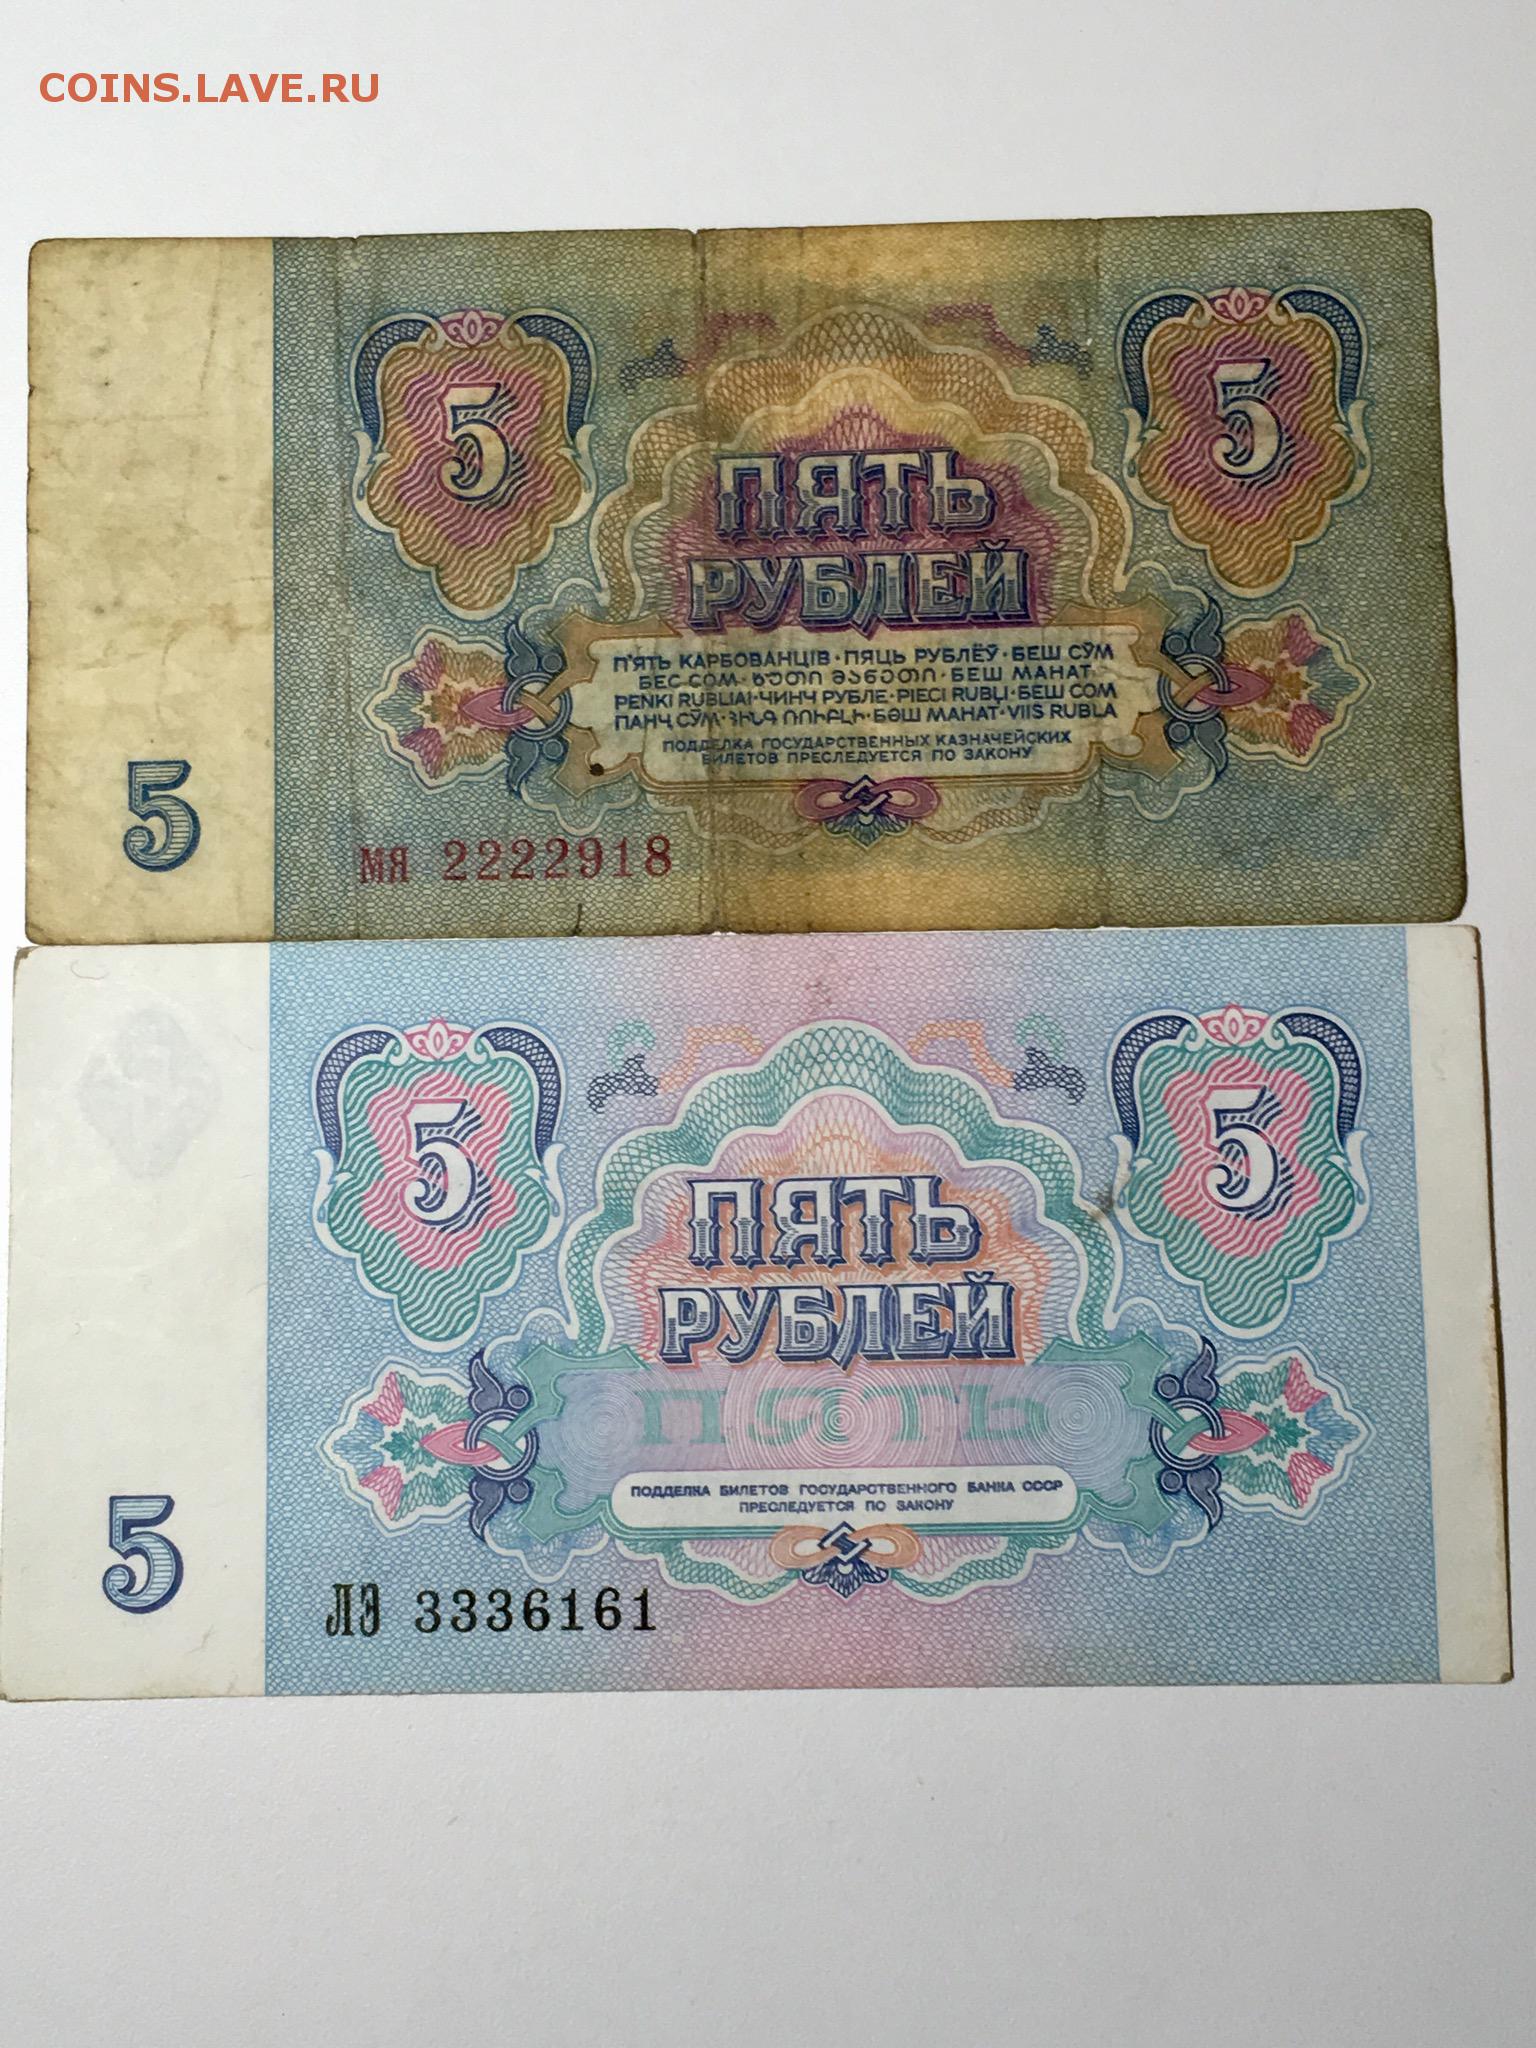 COINS.LAVE.RU
5
5
ПЯТЬ
РУБЛЕЙ
П'ЯТЬ КАРБОВАНЦІВ · ПЯЦЬ РУБЛЁЎ · БЕШ СЎМ
БЕС СОМ · ᲮᲣᲗᲘ ᲛᲐᲜᲔᲗᲘ · БЕШ МАНАТ
PENKI RUBLIAI · ЧИНЧ РУБЛЕ · PIECI RUBĻI · БЕШ СОМ
ПАНҶ СӮМ · ՀԻՆԳ ՌՈՒԲԼԻ · БӘШ МАНАТ · VIIS RUBLA
ПОДДЕЛКА ГОСУДАРСТВЕННЫХ КАЗНАЧЕЙСКИХ
БИЛЕТОВ ПРЕСЛЕДУЕТСЯ ПО ЗАКОНУ
5
мя 2222918
5
5
ПЯТЬ
РУБЛЕЙ
ПЯТЬ
ПОДДЕЛКА БИЛЕТОВ ГОСУДАРСТВЕННОГО БАНКА СССР
ПРЕСЛЕДУЕТСЯ ПО ЗАКОНУ
5
ЛЭ 3336161